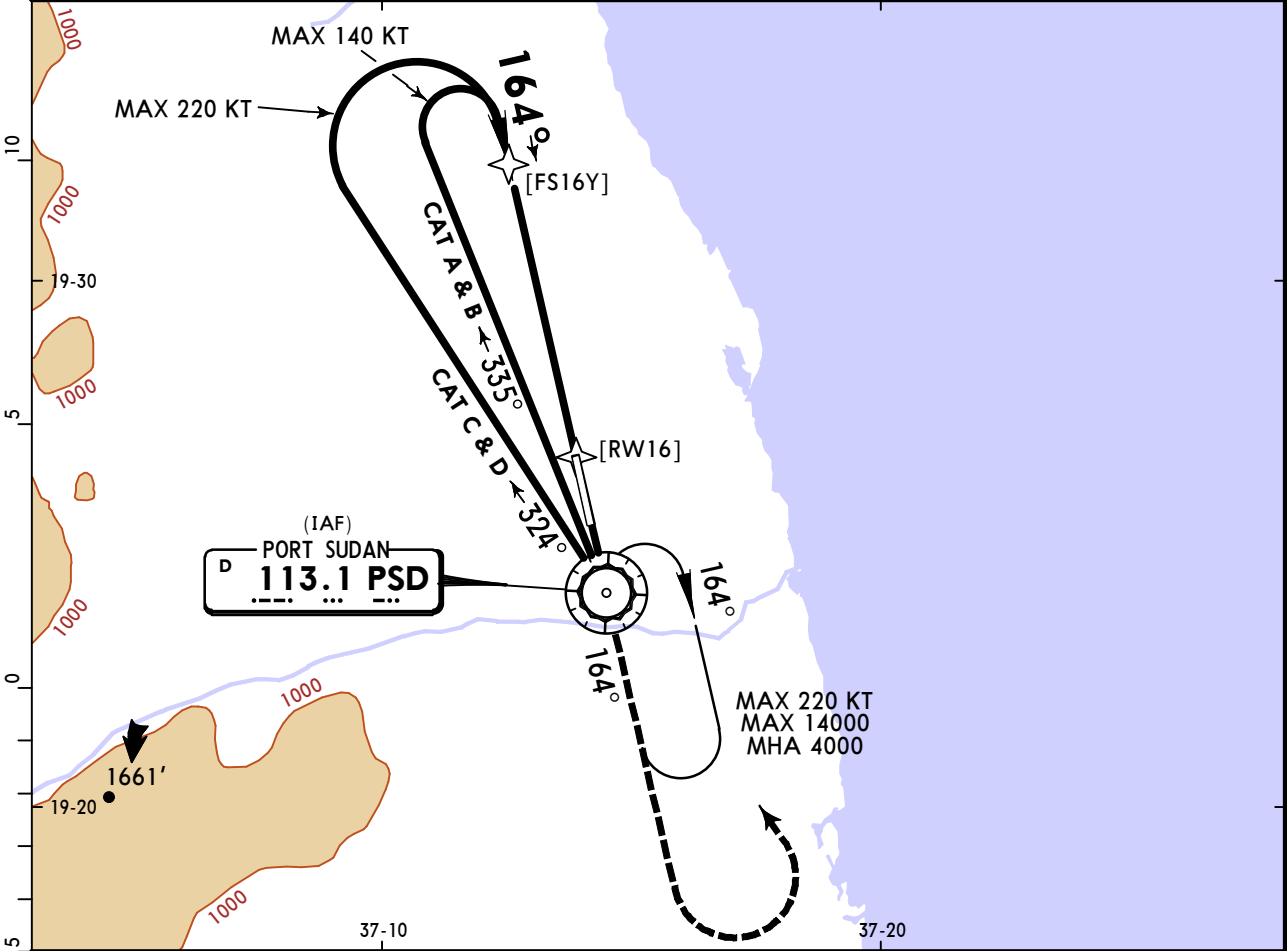 1000
MAX 140 KT
164°
MAX 220 KT
10
[FS16Y]
1000
CAT A & B
335°
19-30
1000
CAT C & D
324°
5
[RW16]
(IAF)
PORT SUDAN
D 113.1 PSD
164°
1000
164°
0
1000
MAX 220 KT
MAX 14000
MHA 4000
1661'
19-20
1000
5
37-10
37-20